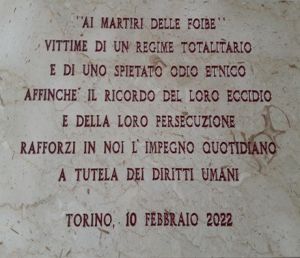 "AI MARTIRI DELLE FOIBE"
VITTIME DI UN REGIME TOTALITARIO
E DI UNO SPIETATO ODIO ETNICO
AFFINCHE' IL RICORDO DEL LORO ECCIDIO
E DELLA LORO PERSECUZIONE
RAFFORZI IN NOI L' IMPEGNO QUOTIDIANO
A TUTELA DEI DIRITTI UMANI
TORINO, 10 FEBBRAIO 2022